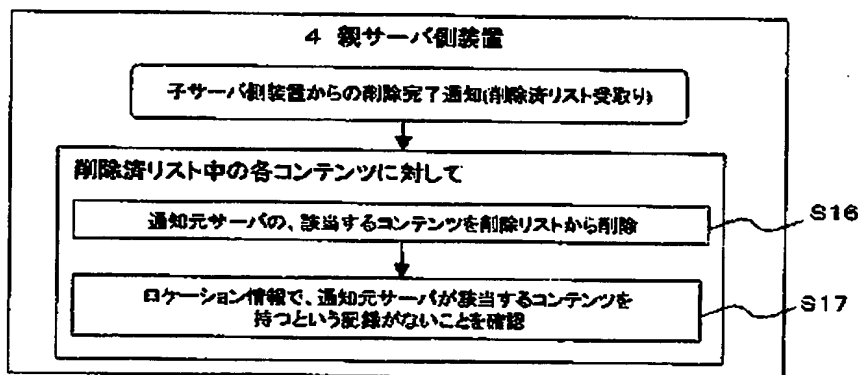 4 親サーバ側装置
子サーバ側装置からの削除完了通知(削除済リスト受取り)
削除済リスト中の各コンテンツに対して
通知元サーバの、該当するコンテンツを削除リストから削除
S16
ロケーション情報で、通知元サーバが該当するコンテンツを
持つという記録がないことを確認
S17